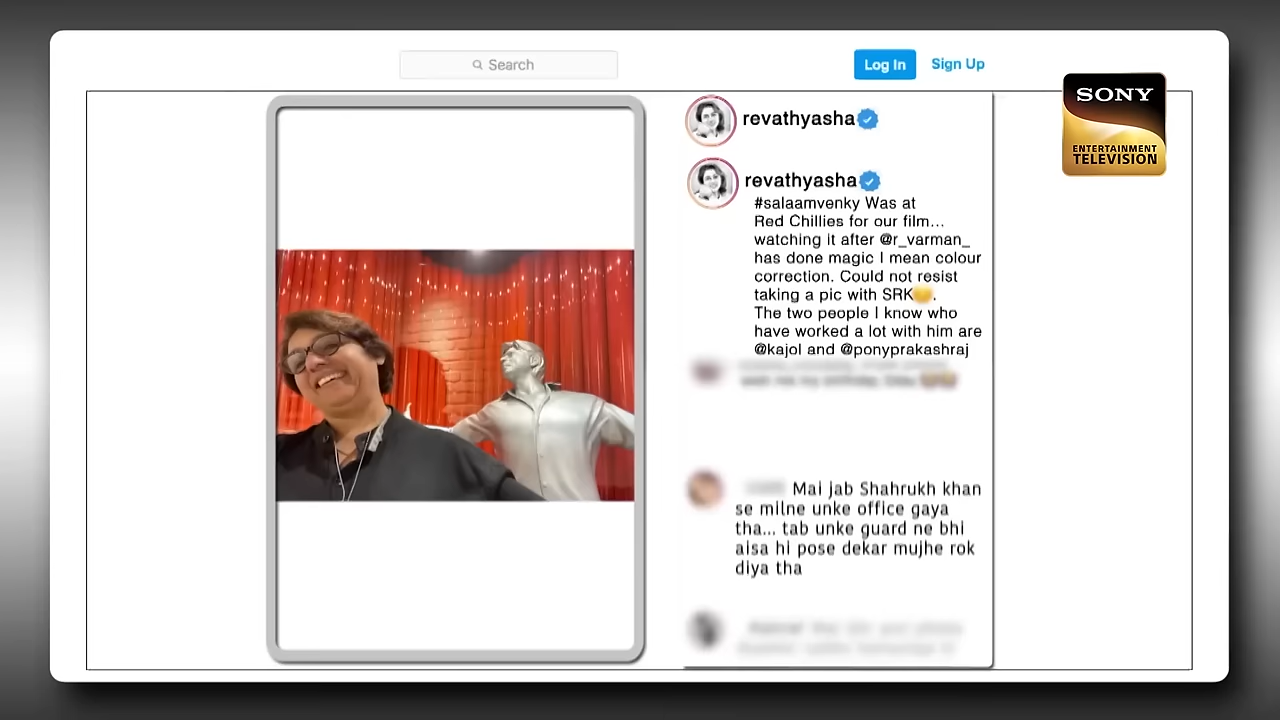 Search
Log In
Sign Up
SONY
ENTERTAINMENT
TELEVISION
revathyasha
revathyasha
#salaamvenky Was at
Red Chillies for our film...
watching it after @r_varman_
has done magic I mean colour
correction. Could not resist
taking a pic with SRK🤛.
The two people I know who
have worked a lot with him are
@kajol and @ponyprakashraj
Mai jab Shahrukh khan
se milne unke office gaya
tha... tab unke guard ne bhi
aisa hi pose dekar mujhe rok
diya tha